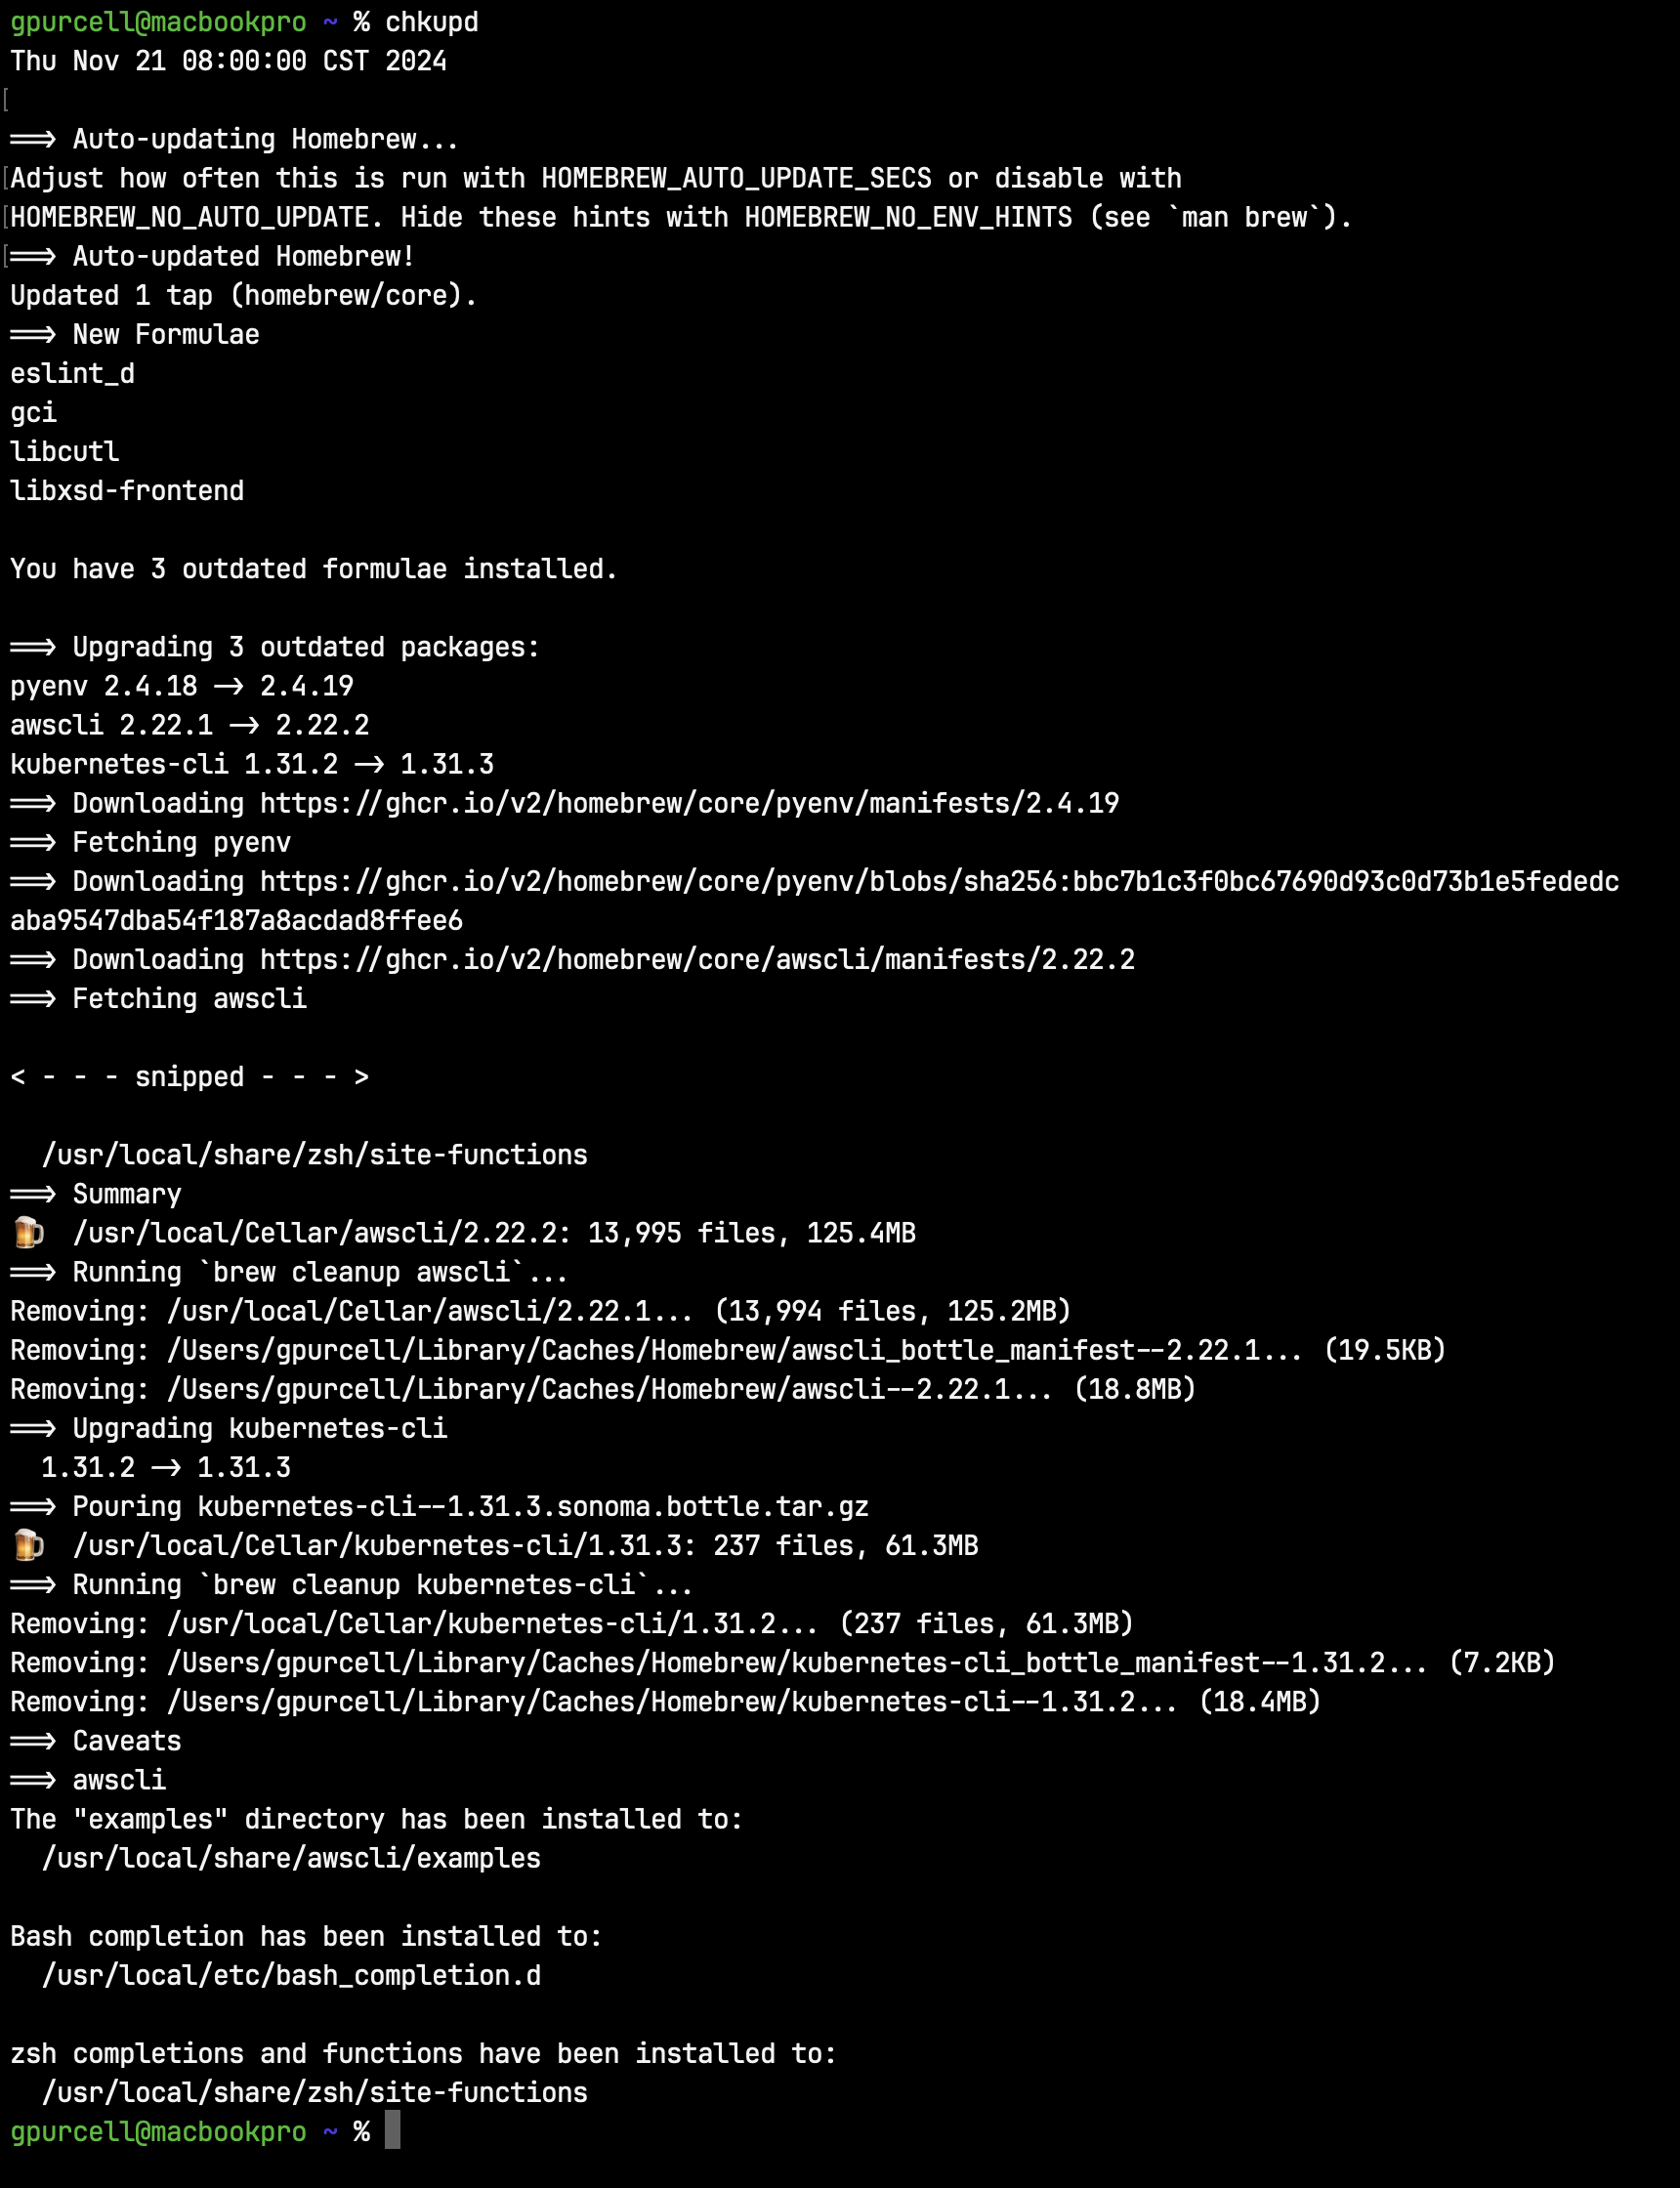 gpurcell@macbookpro ~ % chkupd
Thu Nov 21 08:00:00 CST 2024
[
==> Auto-updating Homebrew...
[Adjust how often this is run with HOMEBREW_AUTO_UPDATE_SECS or disable with
[HOMEBREW_NO_AUTO_UPDATE. Hide these hints with HOMEBREW_NO_ENV_HINTS (see `man brew`).
[==> Auto-updated Homebrew!
Updated 1 tap (homebrew/core).
==> New Formulae
eslint_d
gci
libcutl
libxsd-frontend
You have 3 outdated formulae installed.
==> Upgrading 3 outdated packages:
pyenv 2.4.18 -> 2.4.19
awscli 2.22.1 -> 2.22.2
kubernetes-cli 1.31.2 -> 1.31.3
==> Downloading https://ghcr.io/v2/homebrew/core/pyenv/manifests/2.4.19
==> Fetching pyenv
==> Downloading https://ghcr.io/v2/homebrew/core/pyenv/blobs/sha256:bbc7b1c3f0bc67690d93c0d73b1e5fededc
aba9547dba54f187a8acdad8ffee6
==> Downloading https://ghcr.io/v2/homebrew/core/awscli/manifests/2.22.2
==> Fetching awscli
< - - - snipped - - - >
  /usr/local/share/zsh/site-functions
==> Summary
🍺  /usr/local/Cellar/awscli/2.22.2: 13,995 files, 125.4MB
==> Running `brew cleanup awscli`...
Removing: /usr/local/Cellar/awscli/2.22.1... (13,994 files, 125.2MB)
Removing: /Users/gpurcell/Library/Caches/Homebrew/awscli_bottle_manifest--2.22.1... (19.5KB)
Removing: /Users/gpurcell/Library/Caches/Homebrew/awscli--2.22.1... (18.8MB)
==> Upgrading kubernetes-cli
  1.31.2 -> 1.31.3
==> Pouring kubernetes-cli--1.31.3.sonoma.bottle.tar.gz
🍺  /usr/local/Cellar/kubernetes-cli/1.31.3: 237 files, 61.3MB
==> Running `brew cleanup kubernetes-cli`...
Removing: /usr/local/Cellar/kubernetes-cli/1.31.2... (237 files, 61.3MB)
Removing: /Users/gpurcell/Library/Caches/Homebrew/kubernetes-cli_bottle_manifest--1.31.2... (7.2KB)
Removing: /Users/gpurcell/Library/Caches/Homebrew/kubernetes-cli--1.31.2... (18.4MB)
==> Caveats
==> awscli
The "examples" directory has been installed to:
  /usr/local/share/awscli/examples
Bash completion has been installed to:
  /usr/local/etc/bash_completion.d
zsh completions and functions have been installed to:
  /usr/local/share/zsh/site-functions
gpurcell@macbookpro ~ %